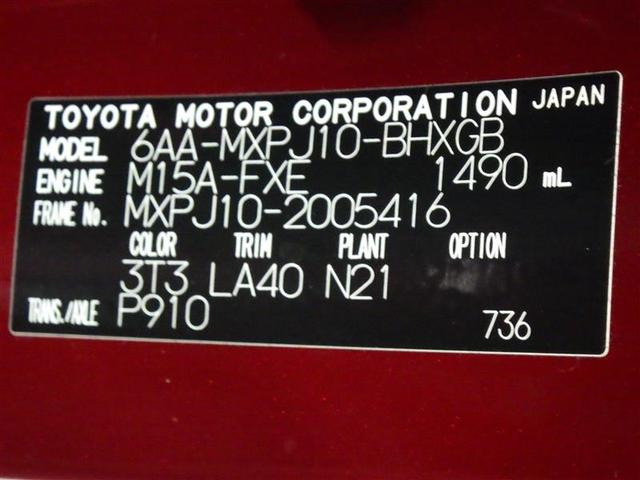 TOYOTA MOTOR CORPORATION JAPAN
MODEL 6AA-MXPJ10-BHXGB
ENGINE M15A-FXE 1490 mL
FRAME No. MXPJ10-2005416
COLOR TRIM PLANT OPTION
3T3 LA40 N21
TRANS./AXLE P910 736